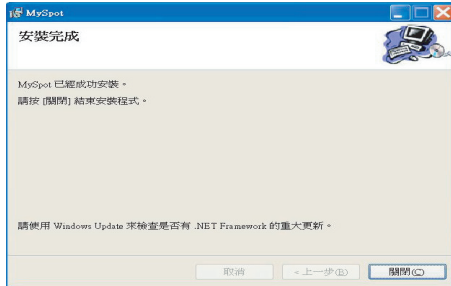 MySpot
安裝完成
MySpot 已經成功安裝。
請按 [關閉] 結束安裝程式。
請使用 Windows Update 來檢查是否有 .NET Framework 的重大更新。
取消
< 上一步(B)
關閉(C)